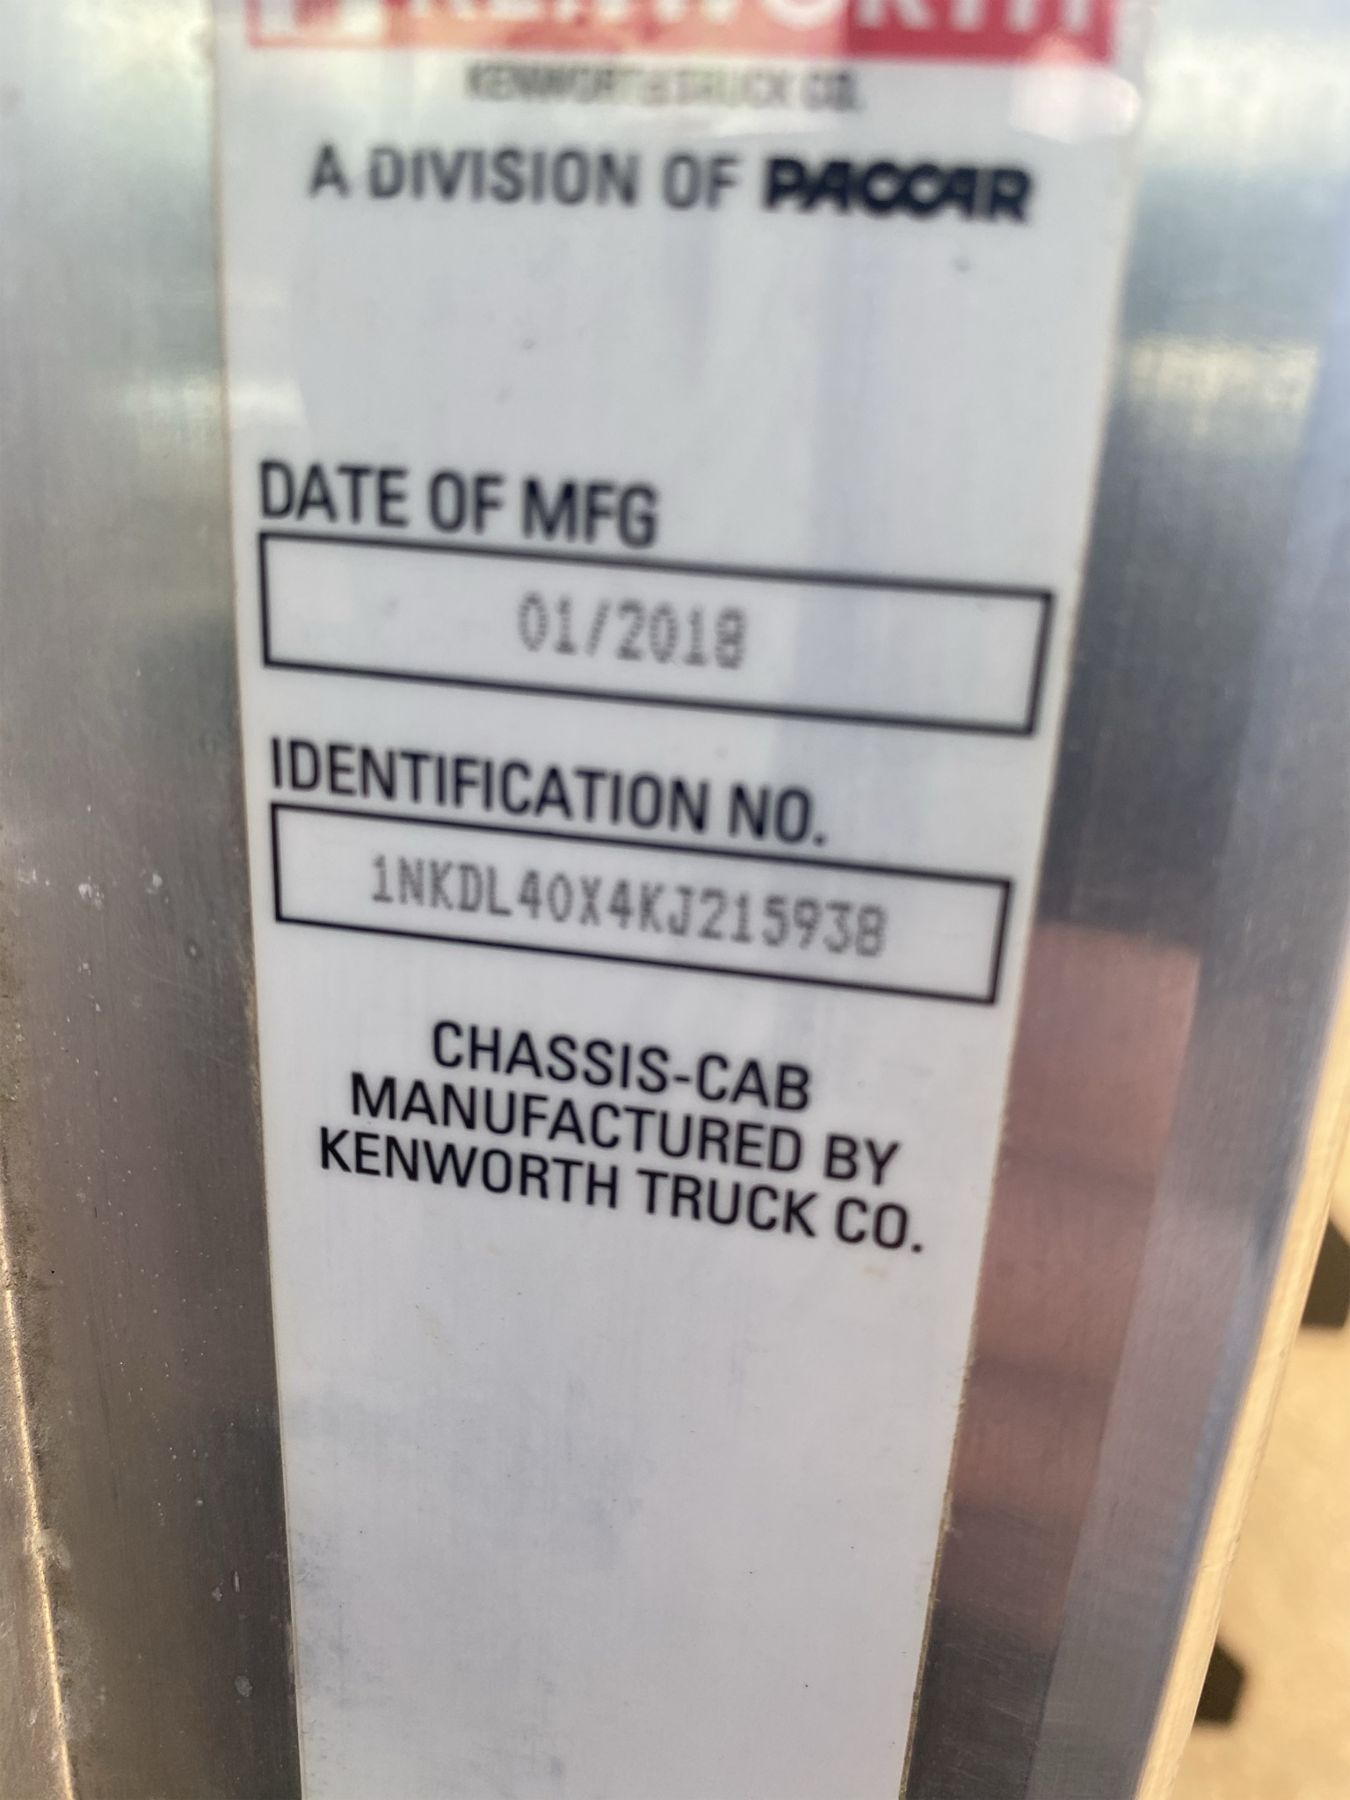 KENWORTH
KENWORTH TRUCK CO.
A DIVISION OF PACCAR
DATE OF MFG
01/2018
IDENTIFICATION NO.
1NKDL40X4KJ215938
CHASSIS-CAB
MANUFACTURED BY
KENWORTH TRUCK CO.